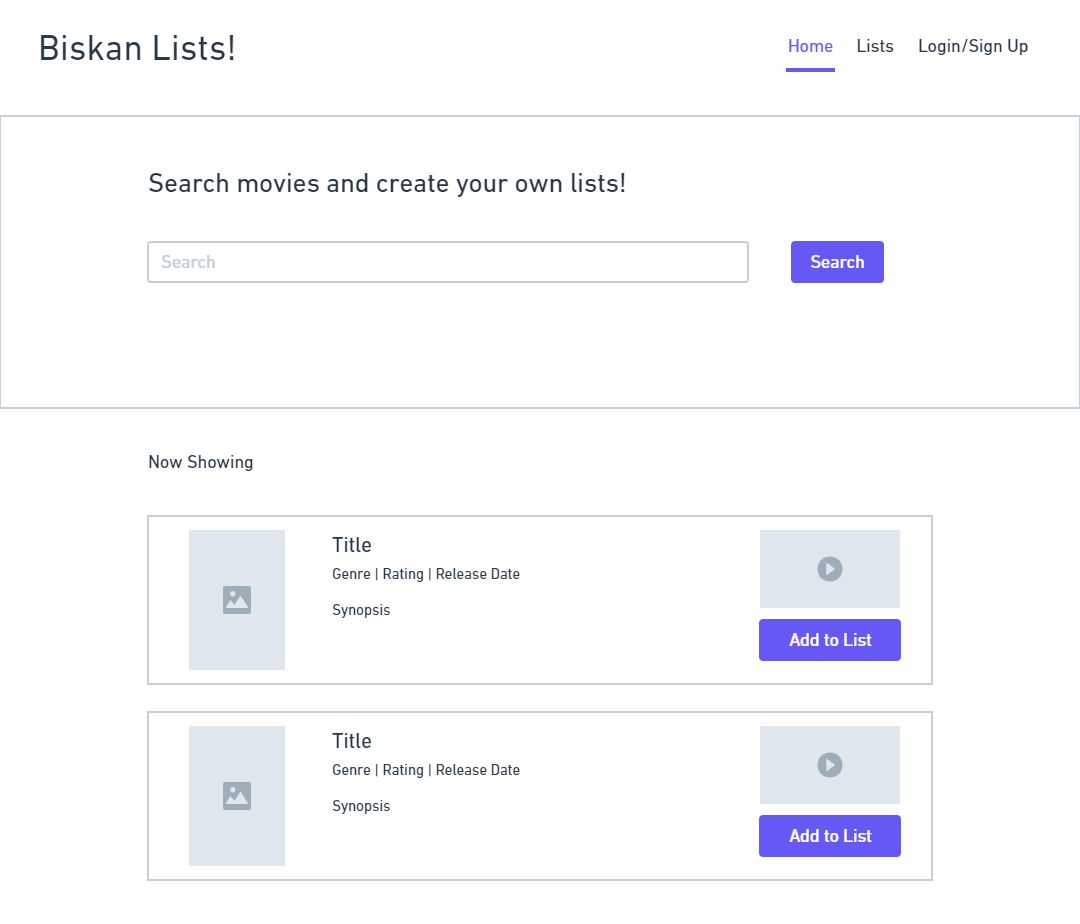 Biskan Lists!
Home Lists Login/Sign Up
Search movies and create your own lists!
Search Search
Now Showing
Title
Genre | Rating | Release Date
Synopsis
Add to List
Title
Genre | Rating | Release Date
Synopsis
Add to List